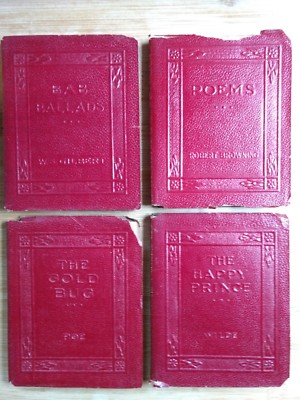 BAB
BALLADS
W.S. GILBERT
POEMS
ROBERT BROWNING
THE
GOLD
BUG
POE
THE
HAPPY
PRINCE
WILDE